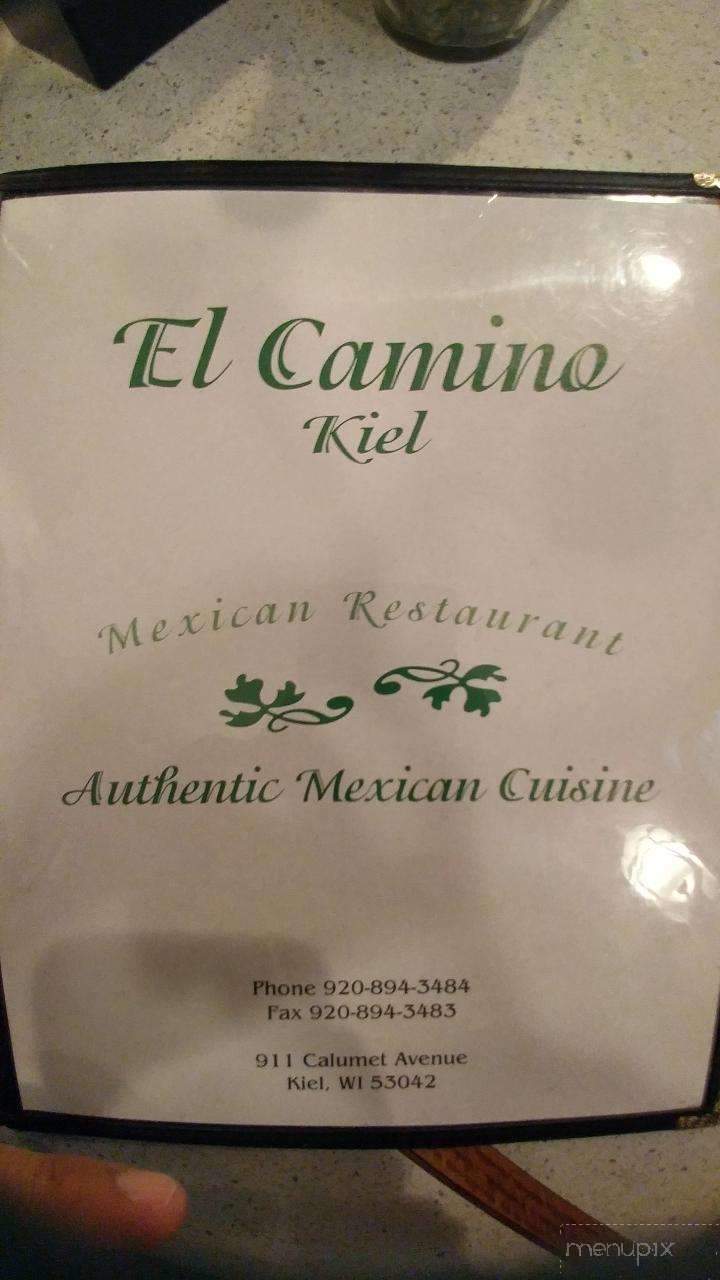 El Camino
Kiel
Mexican Restaurant
Authentic Mexican Cuisine
Phone 920-894-3484
Fax 920-894-3483
911 Calumet Avenue
Kiel, WI 53042
menupix